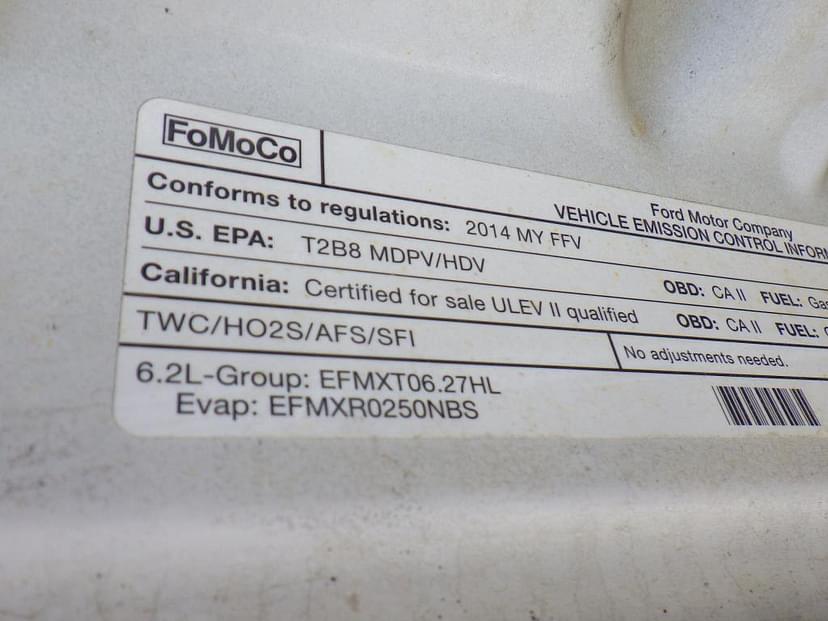 FoMoCo
Ford Motor Company
VEHICLE EMISSION CONTROL
Conforms to regulations: 2014 MY FFV
U.S. EPA: T2B8 MDPV/HDV OBD: CA II FUEL:
California: Certified for sale ULEV II qualified OBD: CA II FUEL:
TWC/HO2S/AFS/SFI
No adjustments needed.
6.2L-Group: EFMXT06.27HL
Evap: EFMXR0250NBS